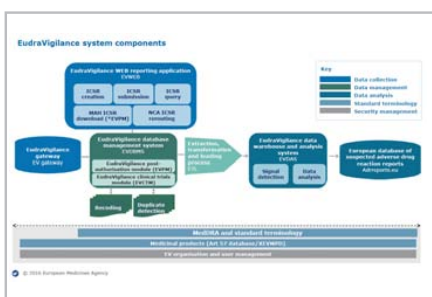 EudraVigilance system components
EudraVigilance WEB reporting application
(EVWEB)
ICSR
creation
ICSR
submission
ICSR
query
MAH ICSR
download (*EVPM)
NCA ICSR
rerouting
Key
Data collection
Data management
Data analysis
Standard terminology
Security management
EudraVigilance
gateway
EV gateway
EudraVigilance database
management system
(EVDBMS)
EudraVigilance post-
authorisation module (EVPM)
EudraVigilance clinical trials
module (EVCTM)
Recoding
Duplicate
detection
Extraction,
transformation
and loading
process
ETL
EudraVigilance data
warehouse and analysis
system
EVDAS
Signal
detection
Data
analysis
European database of
suspected adverse drug
reaction reports
Adrreports.eu
MedDRA and standard terminology
Medicinal products (Art 57 database/XEVMPD)
EV organisation and user management
© 2016 European Medicines Agency